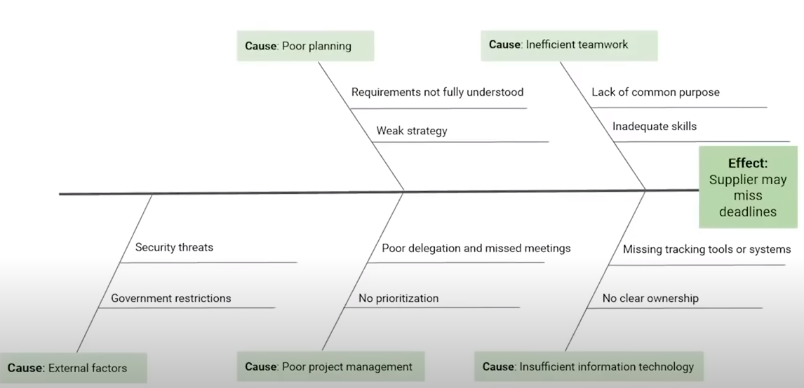 Cause: Poor planning
Cause: Inefficient teamwork
Requirements not fully understood
Weak strategy
Lack of common purpose
Inadequate skills
Effect:
Supplier may
miss
deadlines
Security threats
Government restrictions
Poor delegation and missed meetings
No prioritization
Missing tracking tools or systems
No clear ownership
Cause: External factors
Cause: Poor project management
Cause: Insufficient information technology